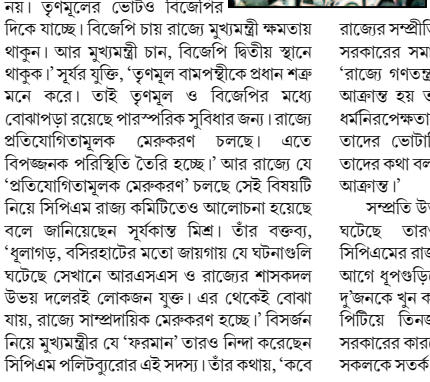 নয়। তৃণমূলের ভোটও বিজেপির
দিকে যাচ্ছে। বিজেপি চায় রাজ্যে মুখ্যমন্ত্রী ক্ষমতায়
থাকুন। আর মুখ্যমন্ত্রী চান, বিজেপি দ্বিতীয় স্থানে
থাকুক।' সূর্যর যুক্তি, 'তৃণমূল বামপন্থীকে প্রধান শত্রু
মনে করে। তাই তৃণমূল ও বিজেপির মধ্যে
বোঝাপড়া রয়েছে পারস্পরিক সুবিধার জন্য। রাজ্যে
প্রতিযোগিতামূলক মেরুকরণ চলছে। এতে
বিপজ্জনক পরিস্থিতি তৈরি হচ্ছে।' আর রাজ্যে যে
'প্রতিযোগিতামূলক মেরুকরণ' চলছে সেই বিষয়টি
নিয়ে সিপিএম রাজ্য কমিটিতেও আলোচনা হয়েছে
বলে জানিয়েছেন সূর্যকান্ত মিশ্র। তাঁর বক্তব্য,
'ধূলাগড়, বসিরহাটের মতো জায়গায় যে ঘটনাগুলি
ঘটেছে সেখানে আরএসএস ও রাজ্যের শাসকদল
উভয় দলেরই লোকজন যুক্ত। এর থেকেই বোঝা
যায়, রাজ্যে সাম্প্রদায়িক মেরুকরণ হচ্ছে।' বিসর্জন
নিয়ে মুখ্যমন্ত্রীর যে 'ফরমান' তারও নিন্দা করেছেন
সিপিএম পলিটব্যুরোর এই সদস্য। তাঁর কথায়, 'কবে
রাজ্যের সম্প্রীতি
সরকারের সমা
'রাজ্যে গণতন্ত্র
আক্রান্ত হয় ত
ধর্মনিরপেক্ষতা
তাদের ভোটার্
তাদের কথা বল
আক্রান্ত।'
সম্প্রতি উত্
ঘটেছে তারও
সিপিএমের রাজ
আগে ধূপগুড়ি
দু'জনকে খুন ক
পিটিয়ে তিনজ
সরকারের কারে
সকলকে সতর্ক